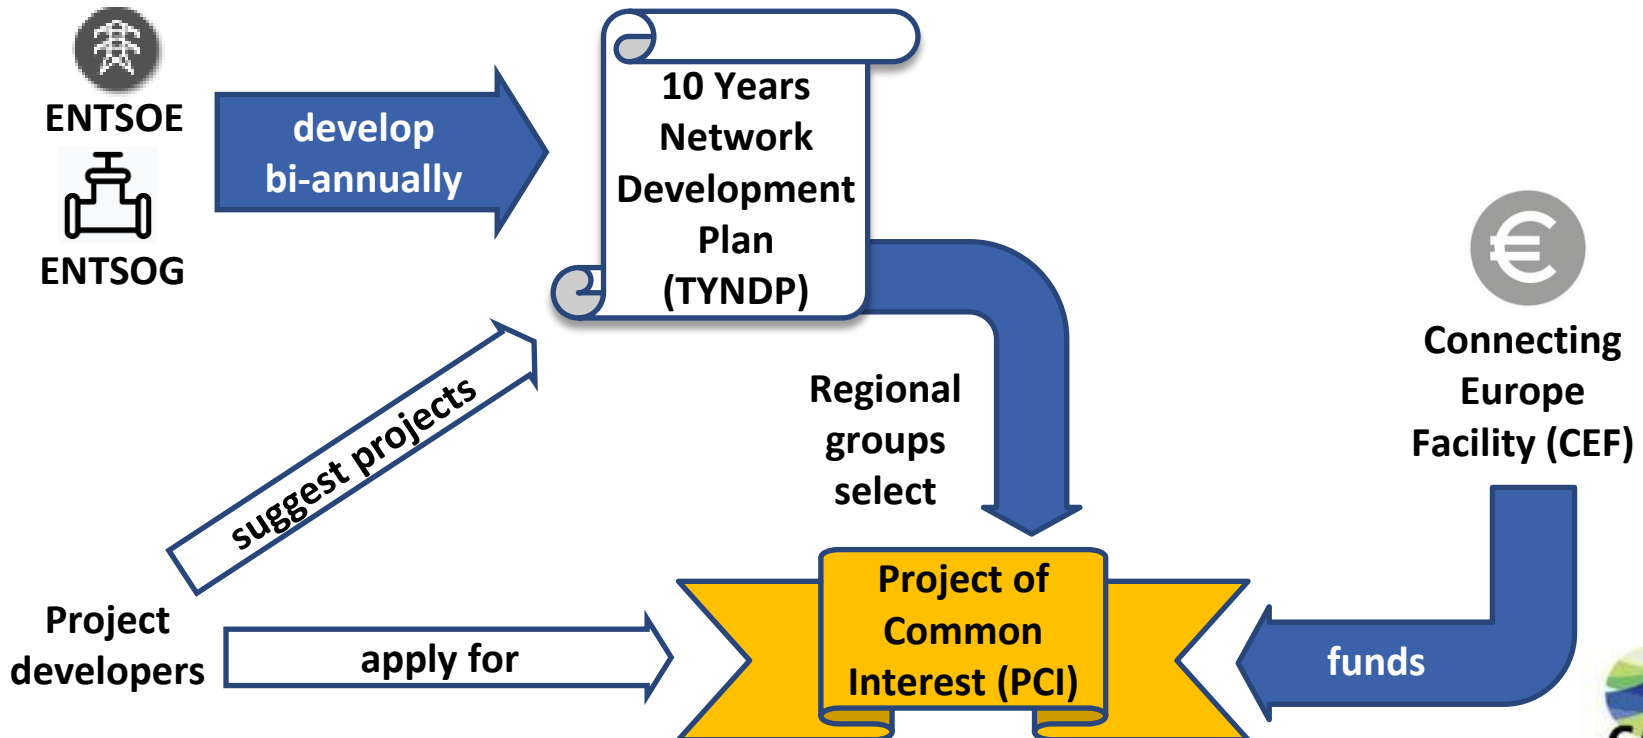 ENTSOE
ENTSOG
develop
bi-annually
10 Years
Network
Development
Plan
(TYNDP)
Connecting
Europe
Facility (CEF)
Regional
groups
select
suggest projects
Project
developers
apply for
Project of
Common
Interest (PCI)
funds